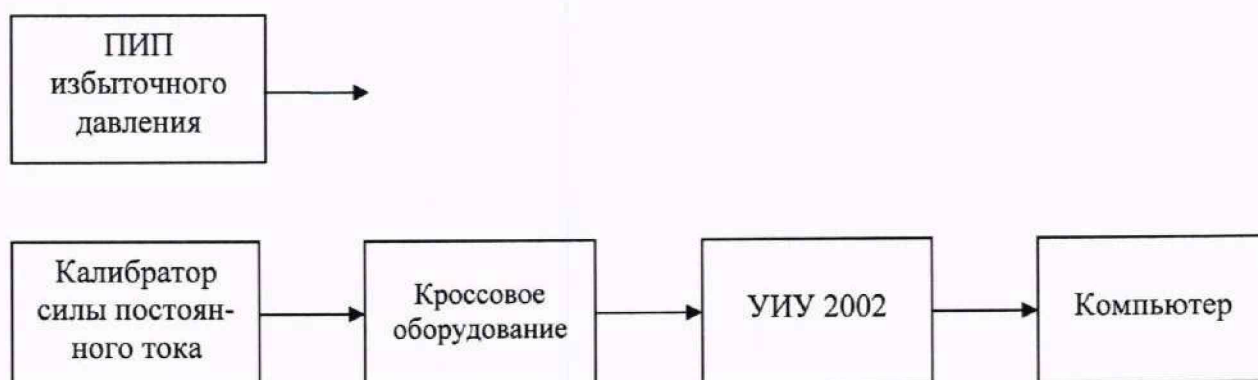 ПИП
избыточного
давления
Калибратор
силы постоян-
ного тока
Кроссовое
оборудование
УИУ 2002
Компьютер